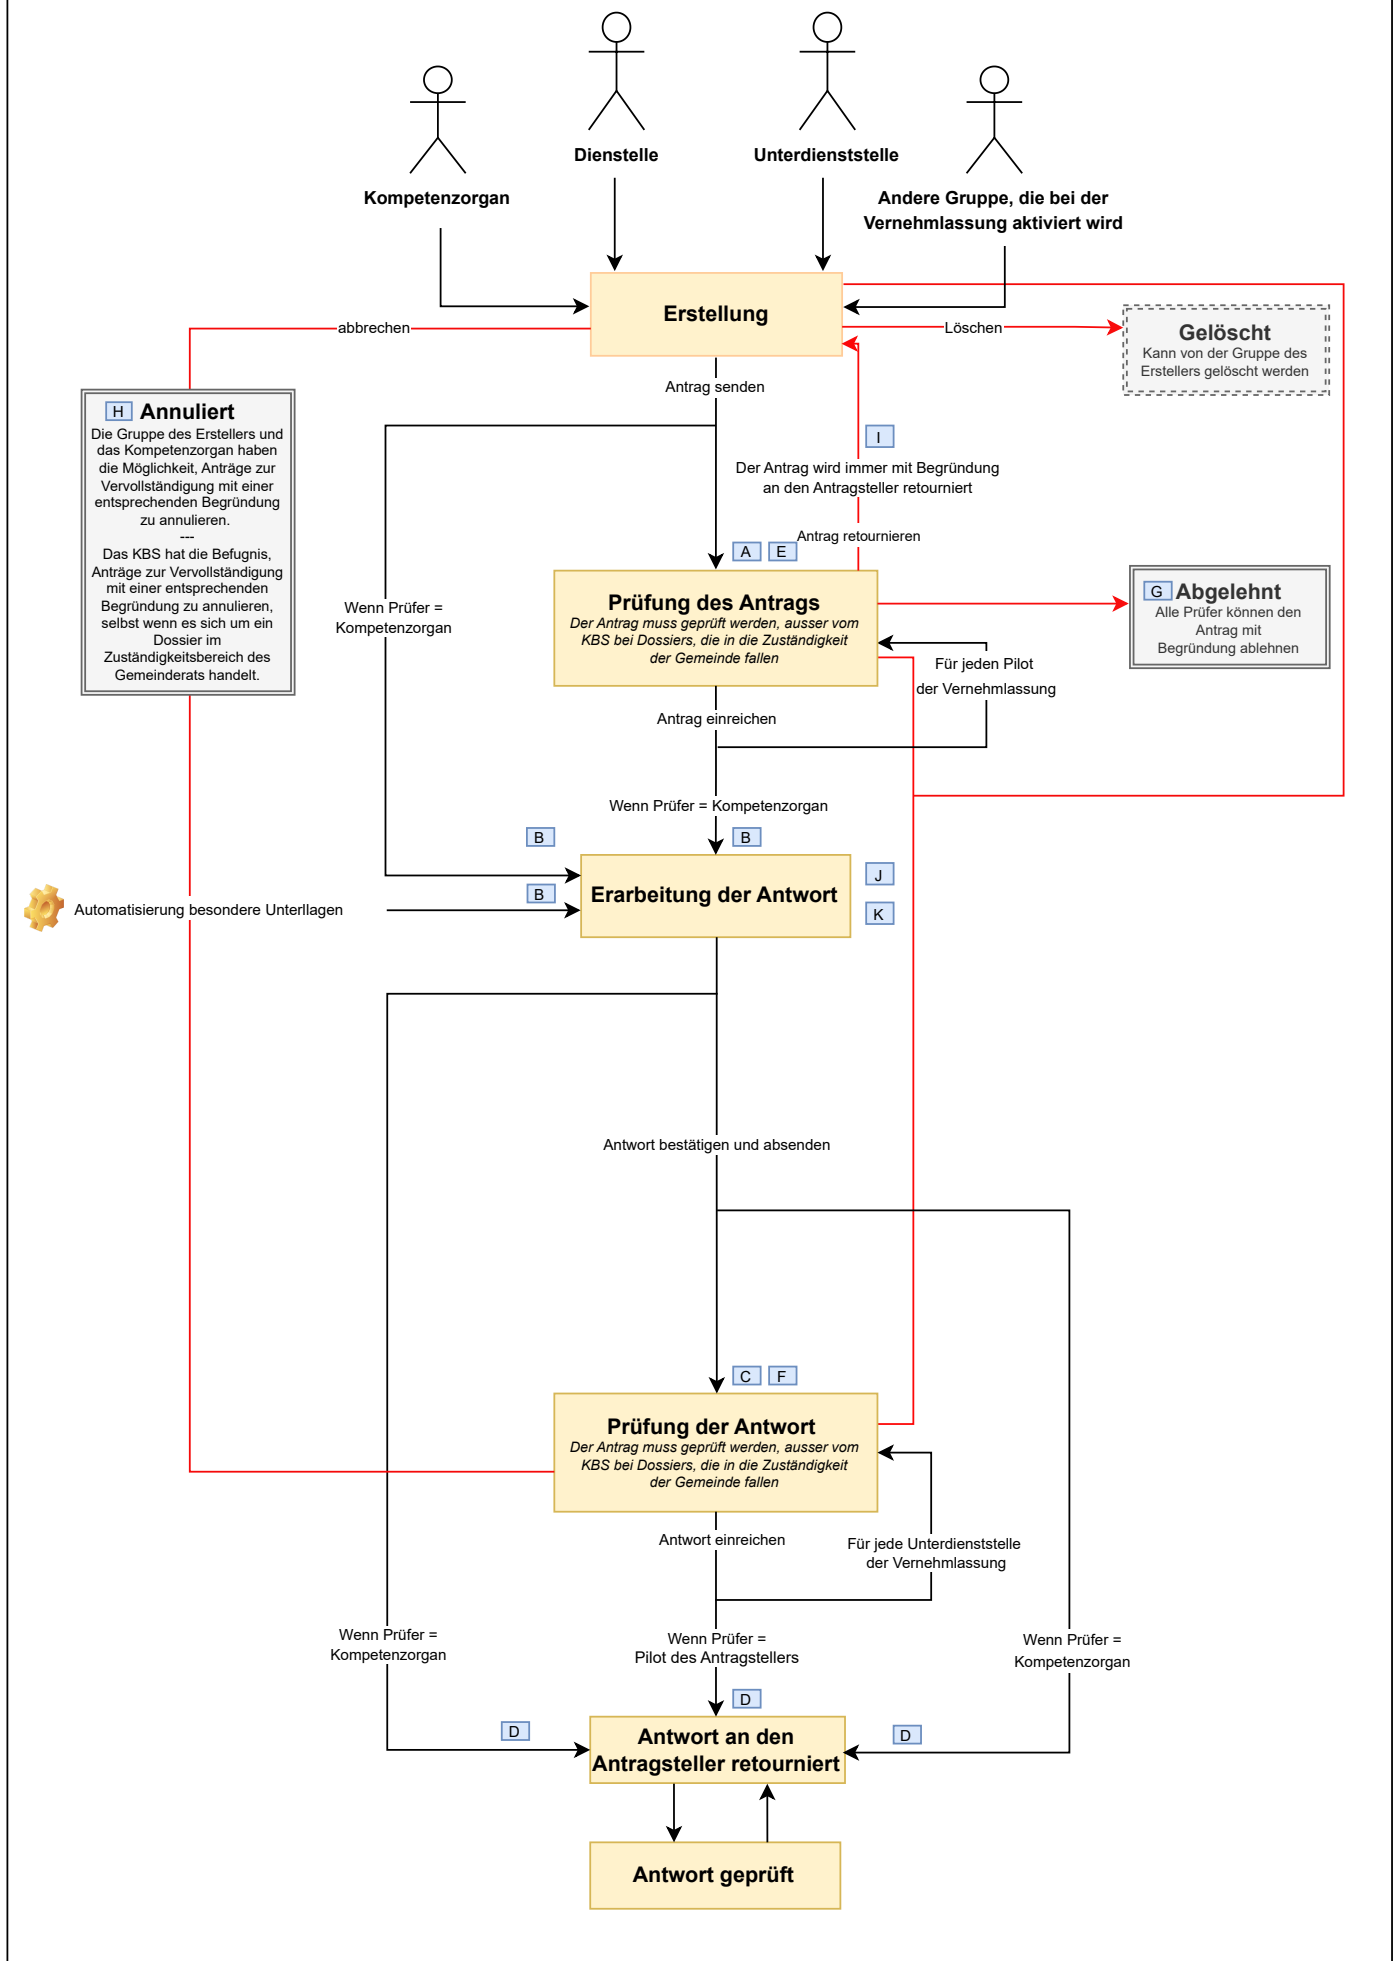 Dienstelle
Unterdienststelle
Kompetenzorgan
Andere Gruppe, die bei der
Vernehmlassung aktiviert wird
Erstellung
abbrechen
Löschen
Gelöscht
Kann von der Gruppe des
Erstellers gelöscht werden
Antrag senden
H Annuliert
Die Gruppe des Erstellers und
das Kompetenzorgan haben
die Möglichkeit, Anträge zur
Vervollständigung mit einer
entsprechenden Begründung
zu annulieren.
---
Das KBS hat die Befugnis,
Anträge zur Vervollständigung
mit einer entsprechenden
Begründung zu annulieren,
selbst wenn es sich um ein
Dossier im
Zuständigkeitsbereich des
Gemeinderats handelt.
I
Der Antrag wird immer mit Begründung
an den Antragsteller retourniert
Antrag retournieren
A E
Wenn Prüfer =
Kompetenzorgan
Prüfung des Antrags
Der Antrag muss geprüft werden, ausser vom
KBS bei Dossiers, die in die Zuständigkeit
der Gemeinde fallen
G Abgelehnt
Alle Prüfer können den
Antrag mit
Begründung ablehnen
Für jeden Pilot
der Vernehmlassung
Antrag einreichen
Wenn Prüfer = Kompetenzorgan
B
B
Erarbeitung der Antwort
J
K
B
Automatisierung besondere Unterllagen
Antwort bestätigen und absenden
C F
Prüfung der Antwort
Der Antrag muss geprüft werden, ausser vom
KBS bei Dossiers, die in die Zuständigkeit
der Gemeinde fallen
Antwort einreichen
Für jede Unterdienststelle
der Vernehmlassung
Wenn Prüfer =
Kompetenzorgan
Wenn Prüfer =
Pilot des Antragstellers
Wenn Prüfer =
Kompetenzorgan
D
D
D
Antwort an den
Antragsteller retourniert
Antwort geprüft